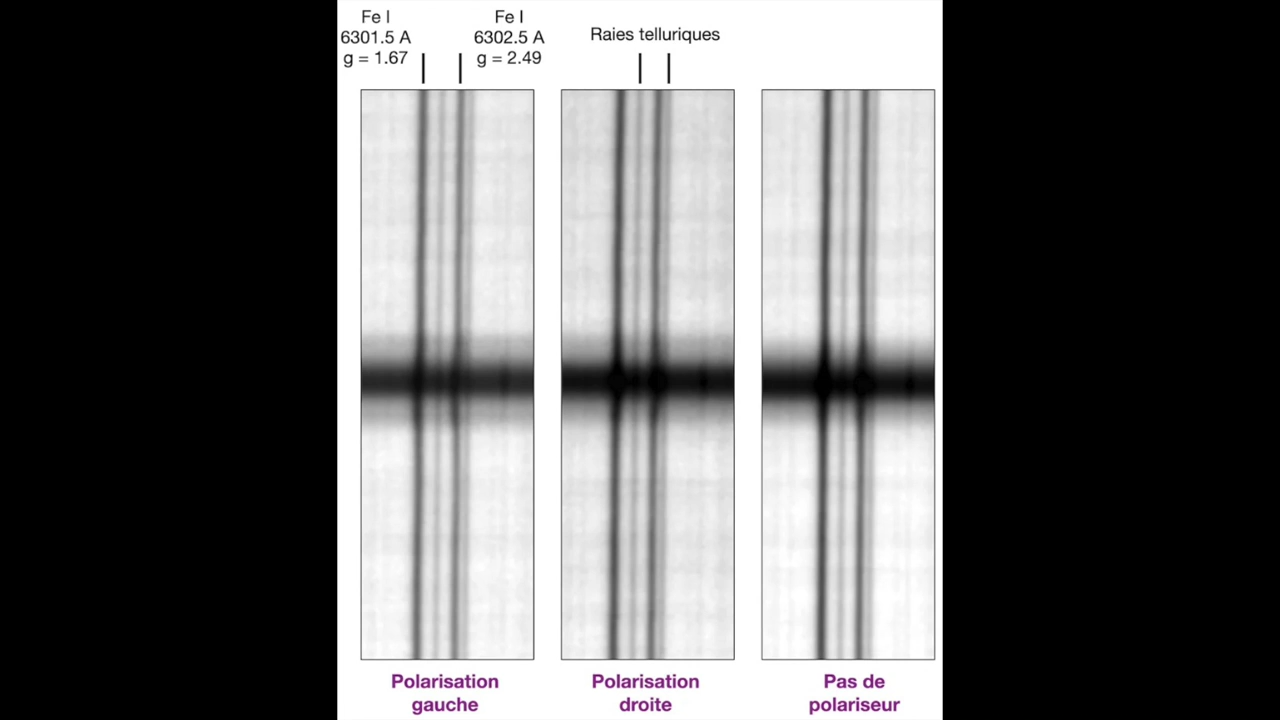 Fe I
6301.5 A
g = 1.67
Fe I
6302.5 A
g = 2.49
Raies telluriques
Polarisation
gauche
Polarisation
droite
Pas de
polariseur